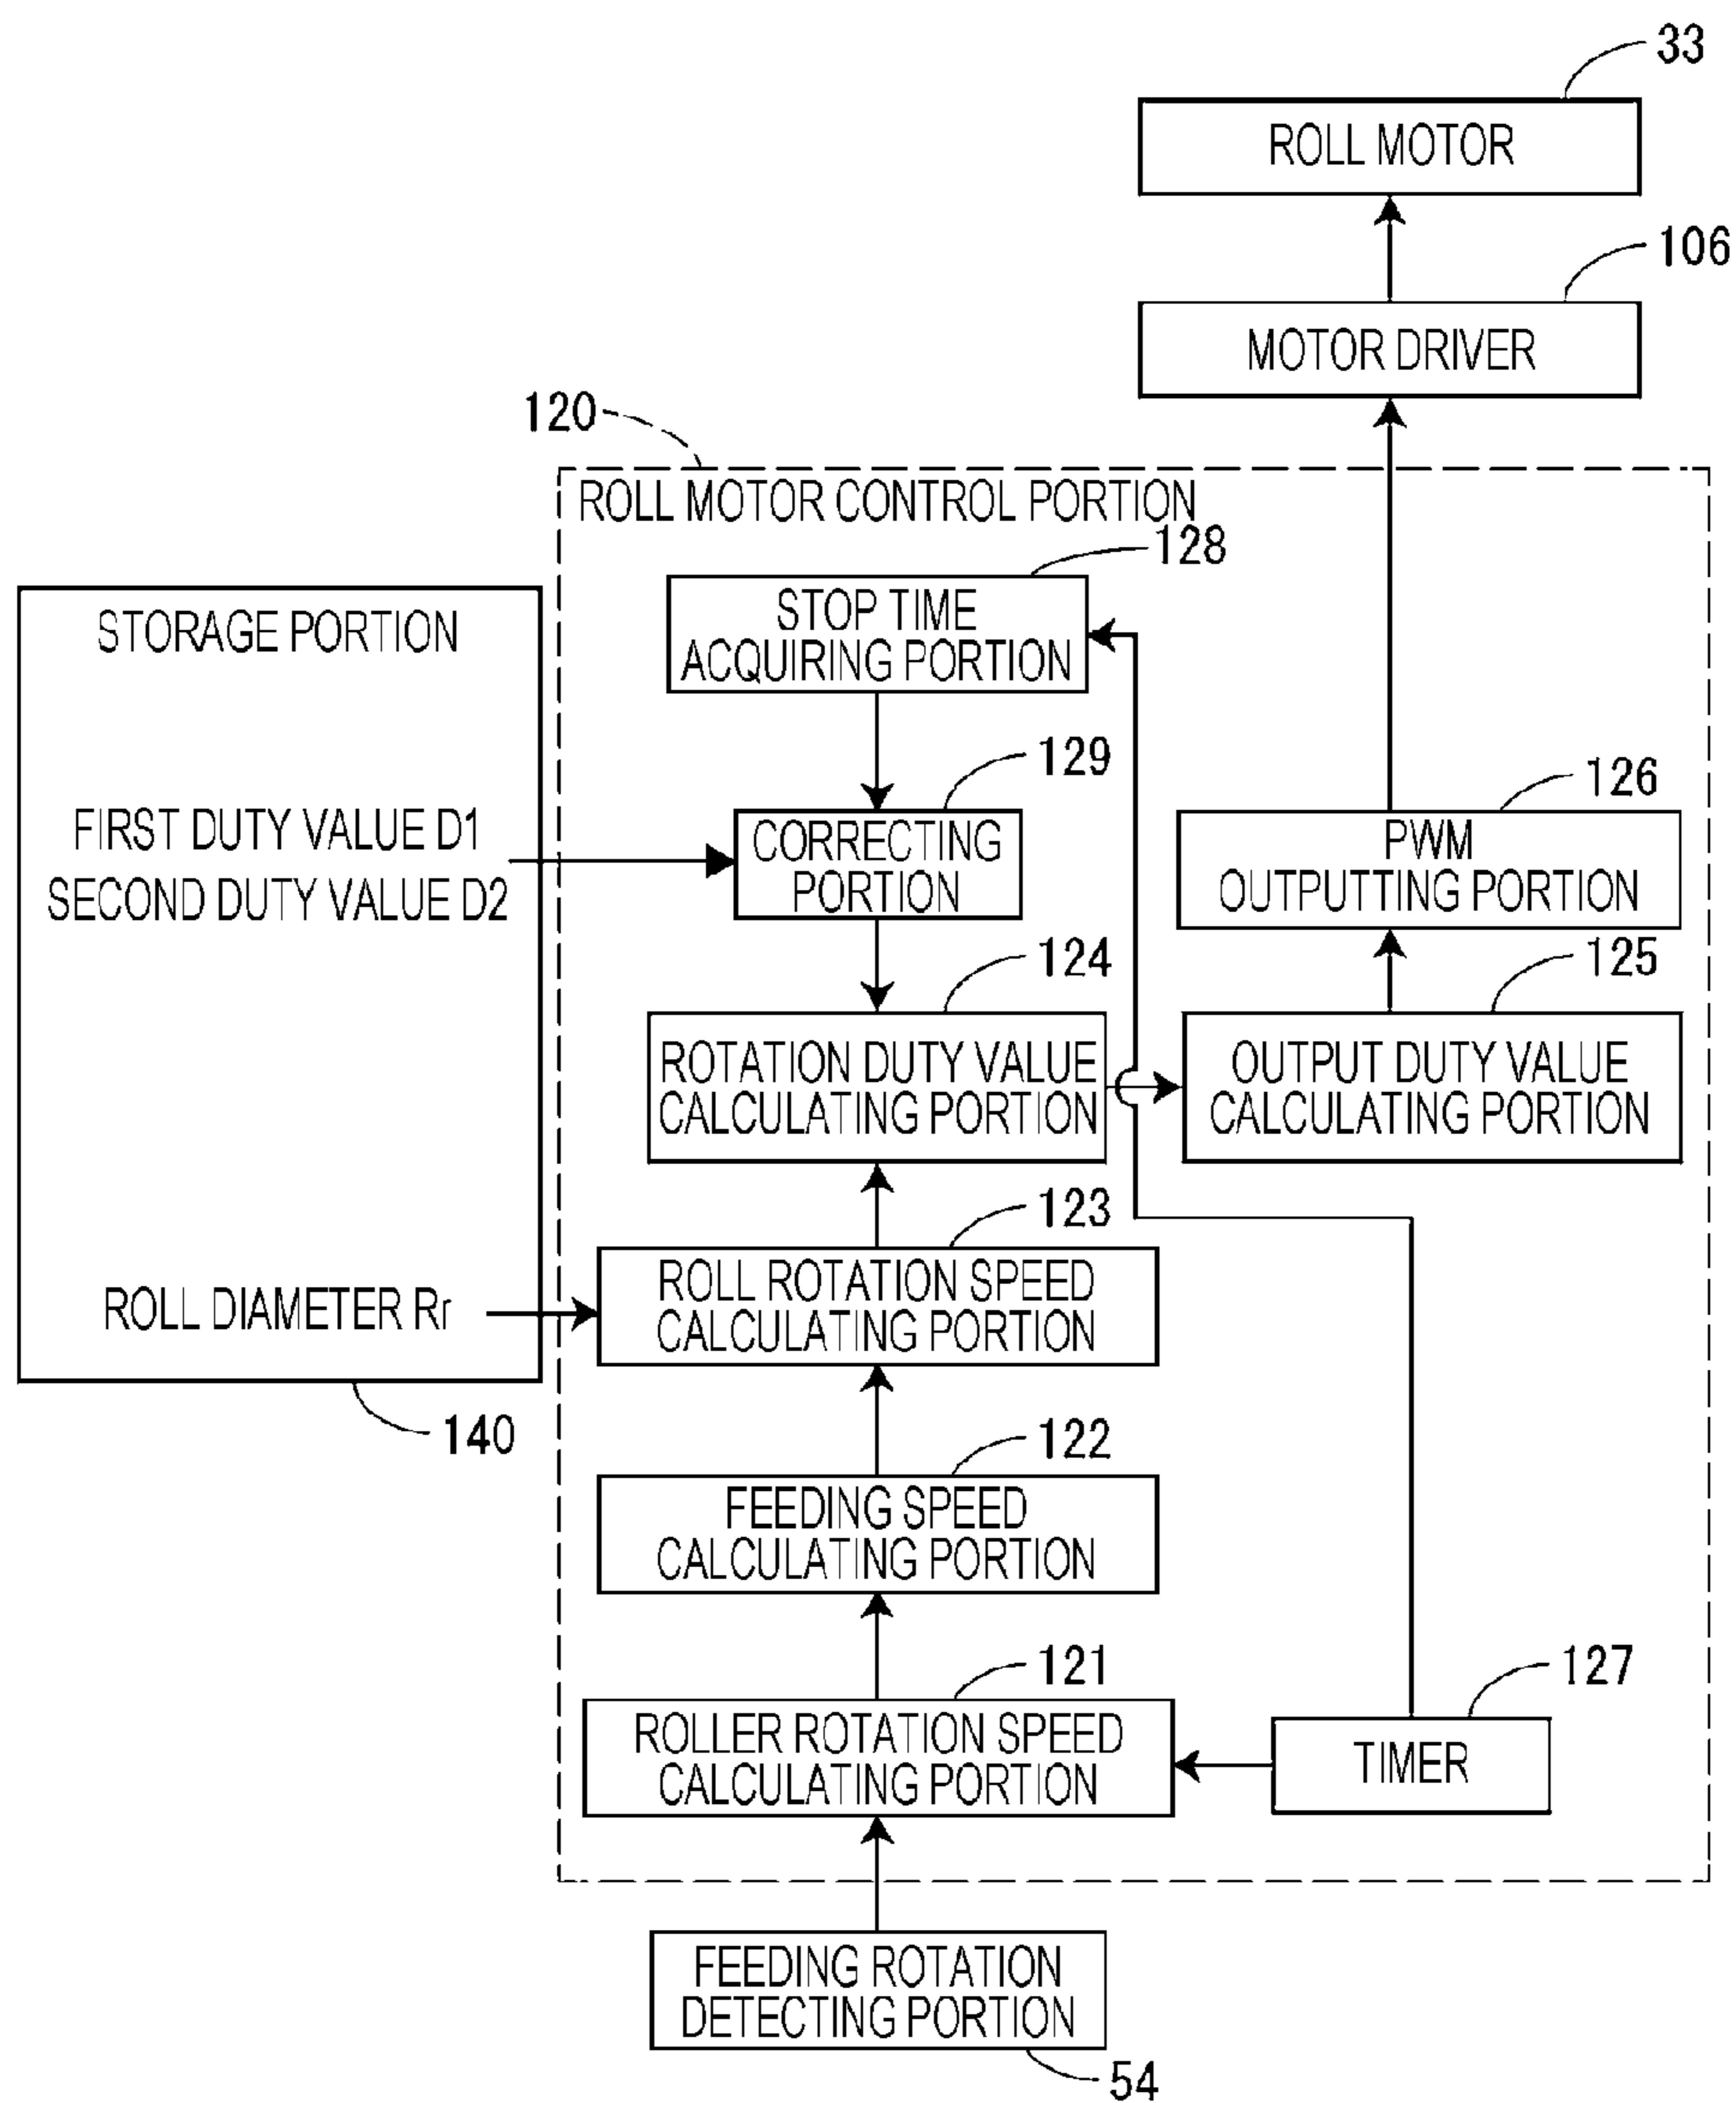 33
ROLL MOTOR
106
MOTOR DRIVER
120
ROLL MOTOR CONTROL PORTION
128
STOP TIME
ACQUIRING PORTION
STORAGE PORTION
129
CORRECTING
PORTION
126
PWM
OUTPUTTING PORTION
FIRST DUTY VALUE D1
SECOND DUTY VALUE D2
124
ROTATION DUTY VALUE
CALCULATING PORTION
125
OUTPUT DUTY VALUE
CALCULATING PORTION
123
ROLL ROTATION SPEED
CALCULATING PORTION
ROLL DIAMETER Rr
140
122
FEEDING SPEED
CALCULATING PORTION
121
ROLLER ROTATION SPEED
CALCULATING PORTION
127
TIMER
FEEDING ROTATION
DETECTING PORTION
54